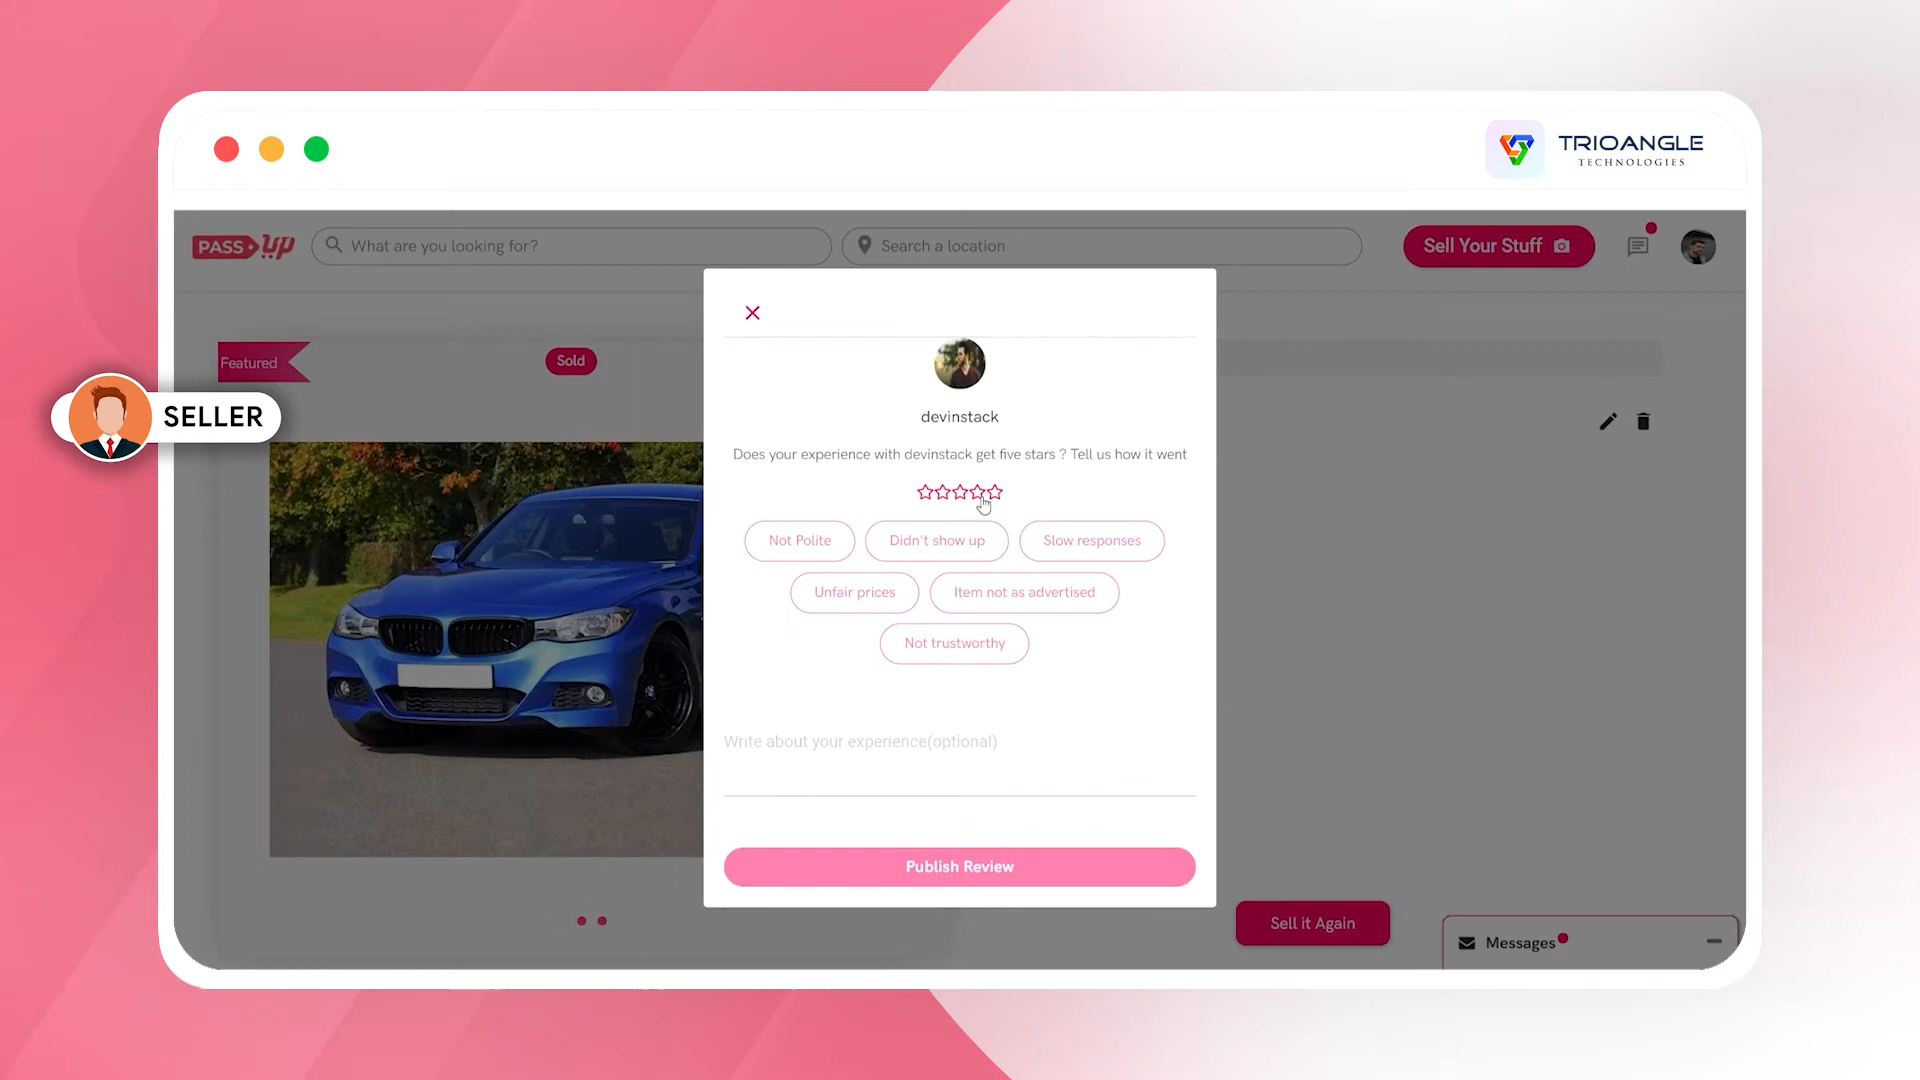 TRIOANGLE
TECHNOLOGIES
PASS UP
What are you looking for?
Search a location
Sell Your Stuff
Featured
Sold
SELLER
devinstack
Does your experience with devinstack get five stars ? Tell us how it went
Not Polite
Didn't show up
Slow responses
Unfair prices
Item not as advertised
Not trustworthy
Write about your experience(optional)
Publish Review
Sell it Again
Messages